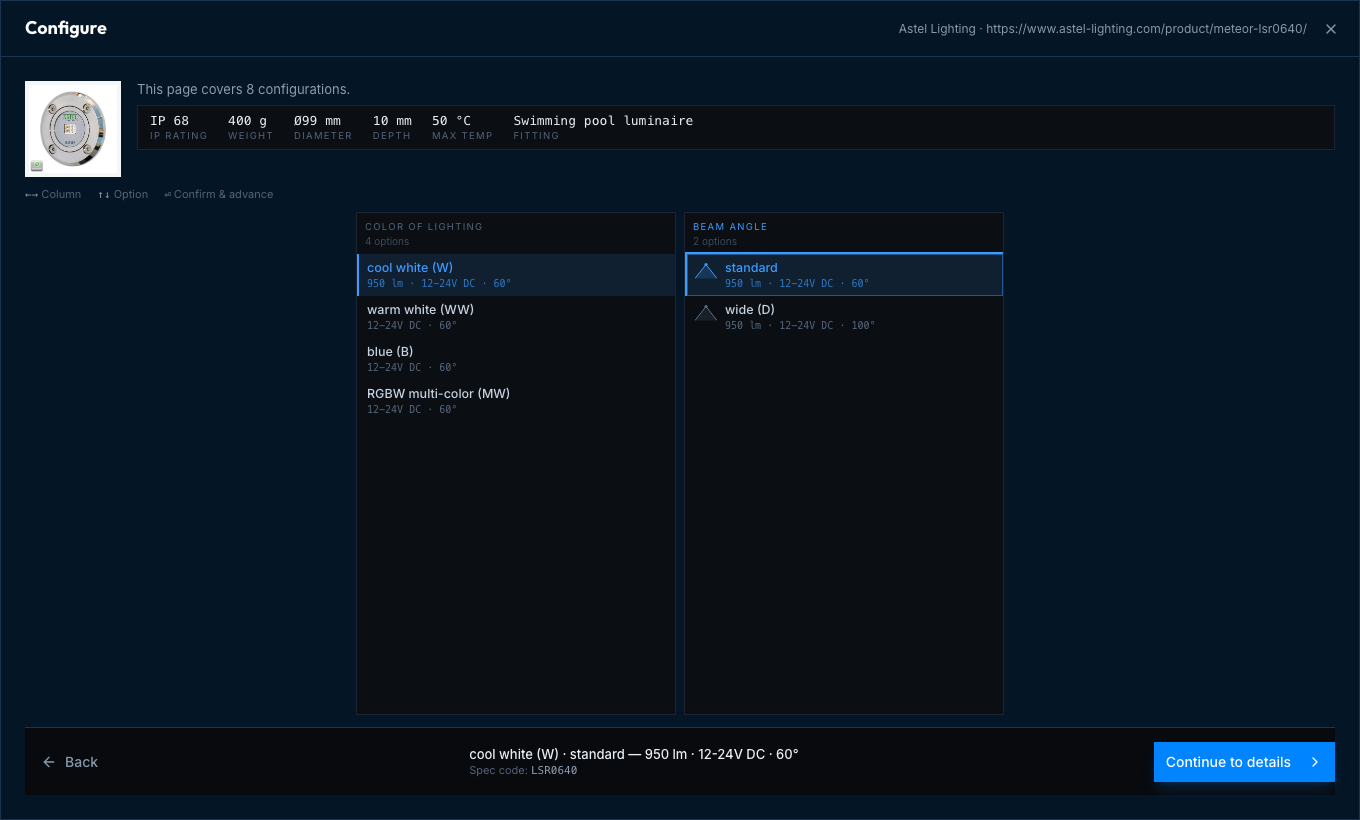 Configure
Astel Lighting · https://www.astel-lighting.com/product/meteor-lsr0640/
This page covers 8 configurations.
IP 68 400 g Ø99 mm 10 mm 50 °C Swimming pool luminaire
IP RATING WEIGHT DIAMETER DEPTH MAX TEMP FITTING
←→ Column ↑↓ Option ⏎ Confirm & advance
COLOR OF LIGHTING
4 options
cool white (W)
950 lm · 12–24V DC · 60°
warm white (WW)
12–24V DC · 60°
blue (B)
12–24V DC · 60°
RGBW multi-color (MW)
12–24V DC · 60°
BEAM ANGLE
2 options
standard
950 lm · 12–24V DC · 60°
wide (D)
950 lm · 12–24V DC · 100°
← Back
cool white (W) · standard — 950 lm · 12-24V DC · 60°
Spec code: LSR0640
Continue to details